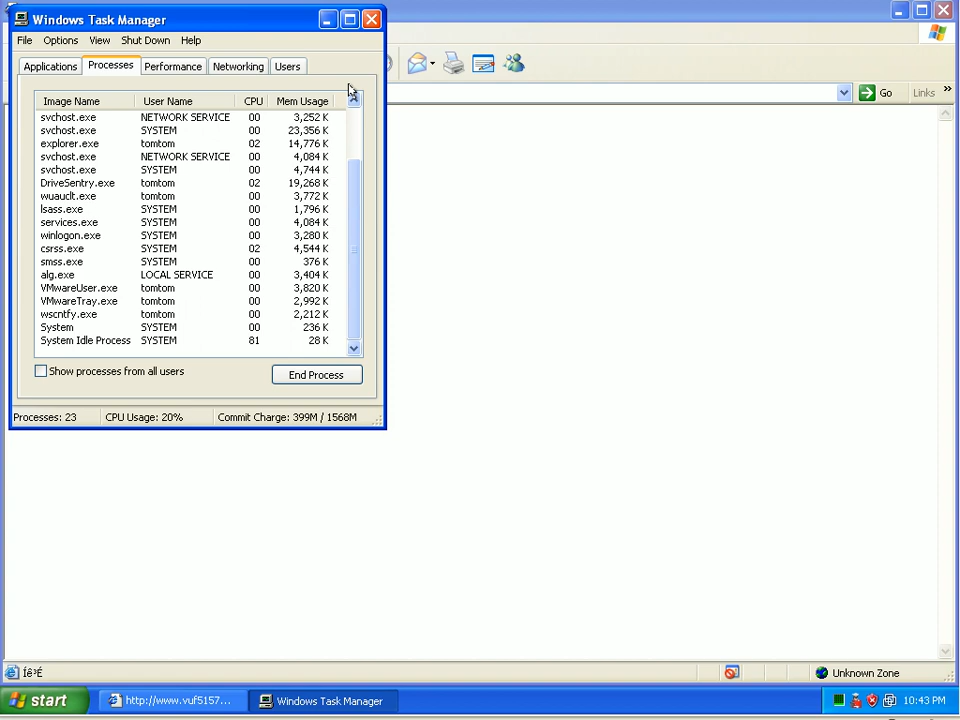 Windows Task Manager
File Options View Shut Down Help
Applications Processes Performance Networking Users
Go Links »
Image Name User Name CPU Mem Usage
svchost.exe NETWORK SERVICE 00 3,252 K
svchost.exe SYSTEM 00 23,356 K
explorer.exe tomtom 02 14,776 K
svchost.exe NETWORK SERVICE 00 4,084 K
svchost.exe SYSTEM 00 4,744 K
DriveSentry.exe tomtom 02 19,268 K
wuauclt.exe tomtom 00 3,772 K
lsass.exe SYSTEM 00 1,796 K
services.exe SYSTEM 00 4,084 K
winlogon.exe SYSTEM 00 3,280 K
csrss.exe SYSTEM 02 4,544 K
smss.exe SYSTEM 00 376 K
alg.exe LOCAL SERVICE 00 3,404 K
VMwareUser.exe tomtom 00 3,820 K
VMwareTray.exe tomtom 00 2,992 K
wscntfy.exe tomtom 00 2,212 K
System SYSTEM 00 236 K
System Idle Process SYSTEM 81 28 K
Show processes from all users
End Process
Processes: 23 CPU Usage: 20% Commit Charge: 399M / 1568M
Íê³É Unknown Zone
start http://www.vuf5157... Windows Task Manager 10:43 PM